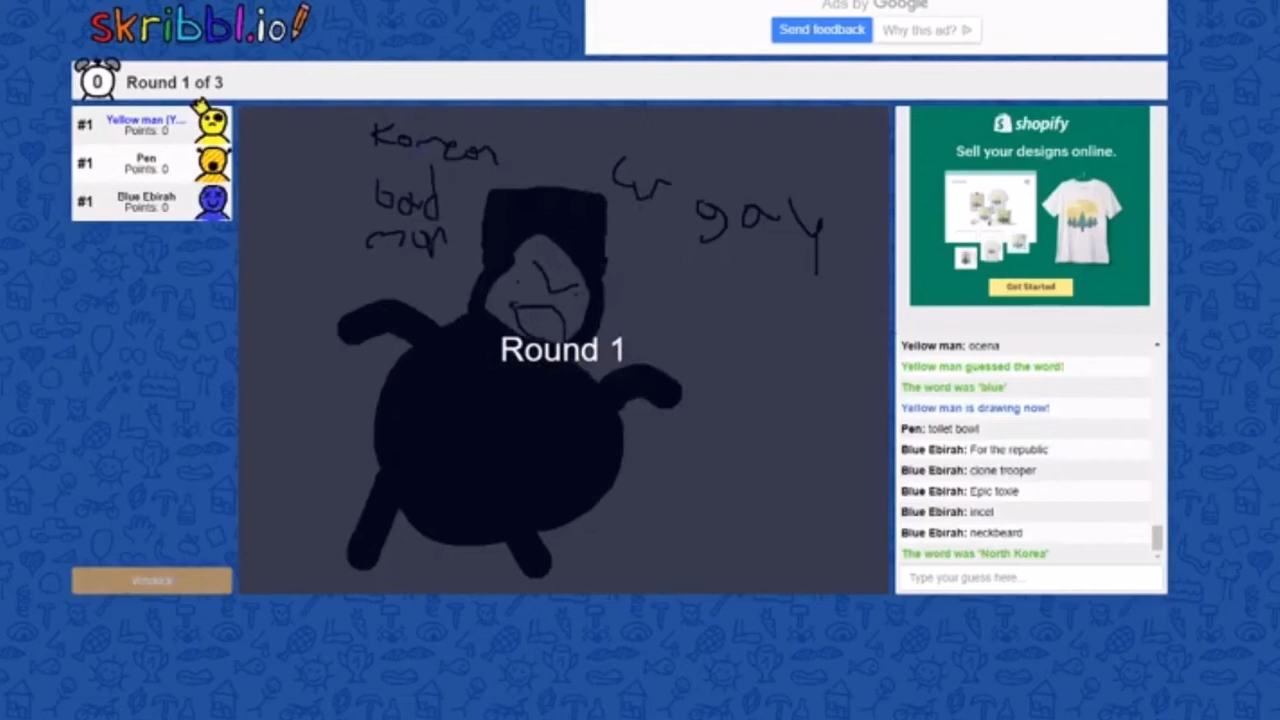 skribbl.io
Ads by Google
Send feedback
Why this ad?
0
Round 1 of 3
#1
Yellow man (Y...
Points: 0
#1
Pen
Points: 0
#1
Blue Ebirah
Points: 0
Korean
bad
man
gay
Round 1
shopify
Sell your designs online.
Get Started
Yellow man: ocena
Yellow man guessed the word!
The word was 'blue'
Yellow man is drawing now!
Pen: toilet bowl
Blue Ebirah: For the republic
Blue Ebirah: clone trooper
Blue Ebirah: Epic toxie
Blue Ebirah: incel
Blue Ebirah: neckbeard
The word was 'North Korea'
Type your guess here...